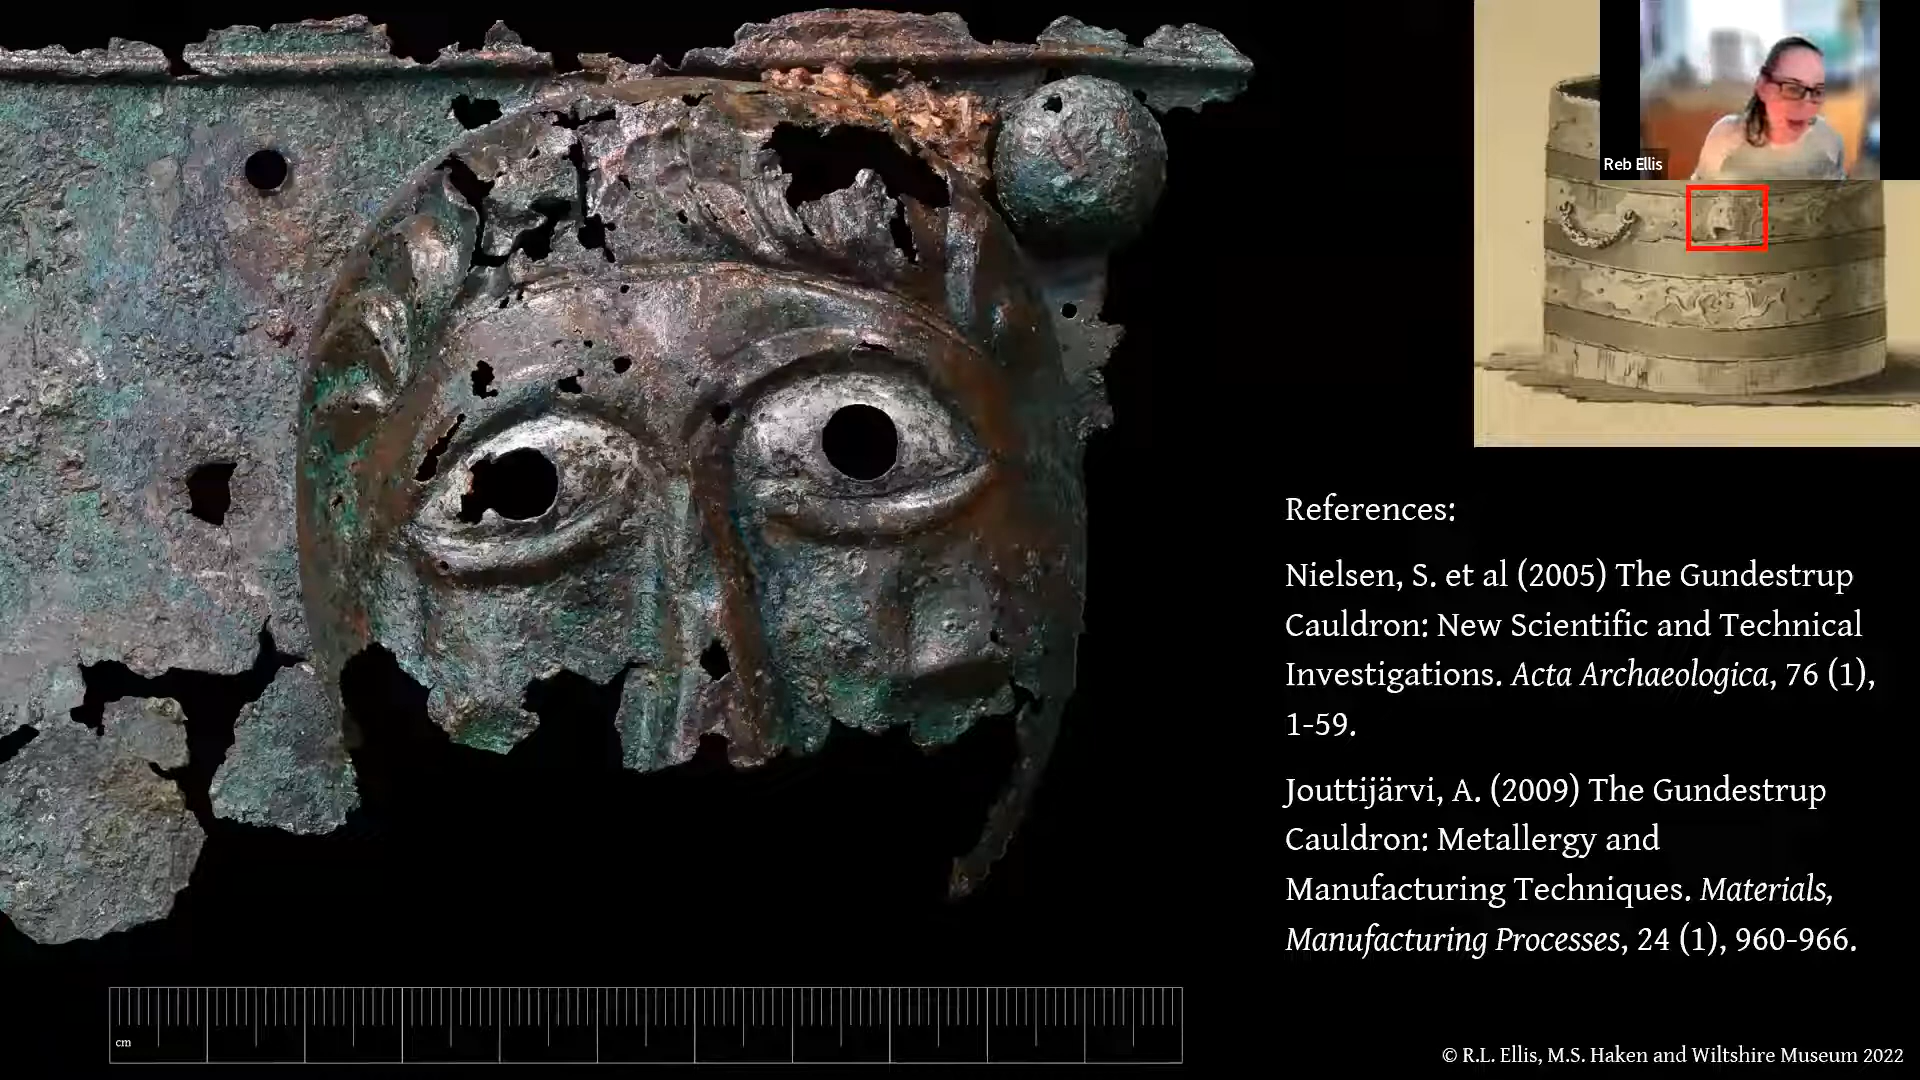 Reb Ellis
References:
Nielsen, S. et al (2005) The Gundestrup
Cauldron: New Scientific and Technical
Investigations. Acta Archaeologica, 76 (1),
1-59.
Jouttijärvi, A. (2009) The Gundestrup
Cauldron: Metallergy and
Manufacturing Techniques. Materials,
Manufacturing Processes, 24 (1), 960-966.
cm
© R.L. Ellis, M.S. Haken and Wiltshire Museum 2022